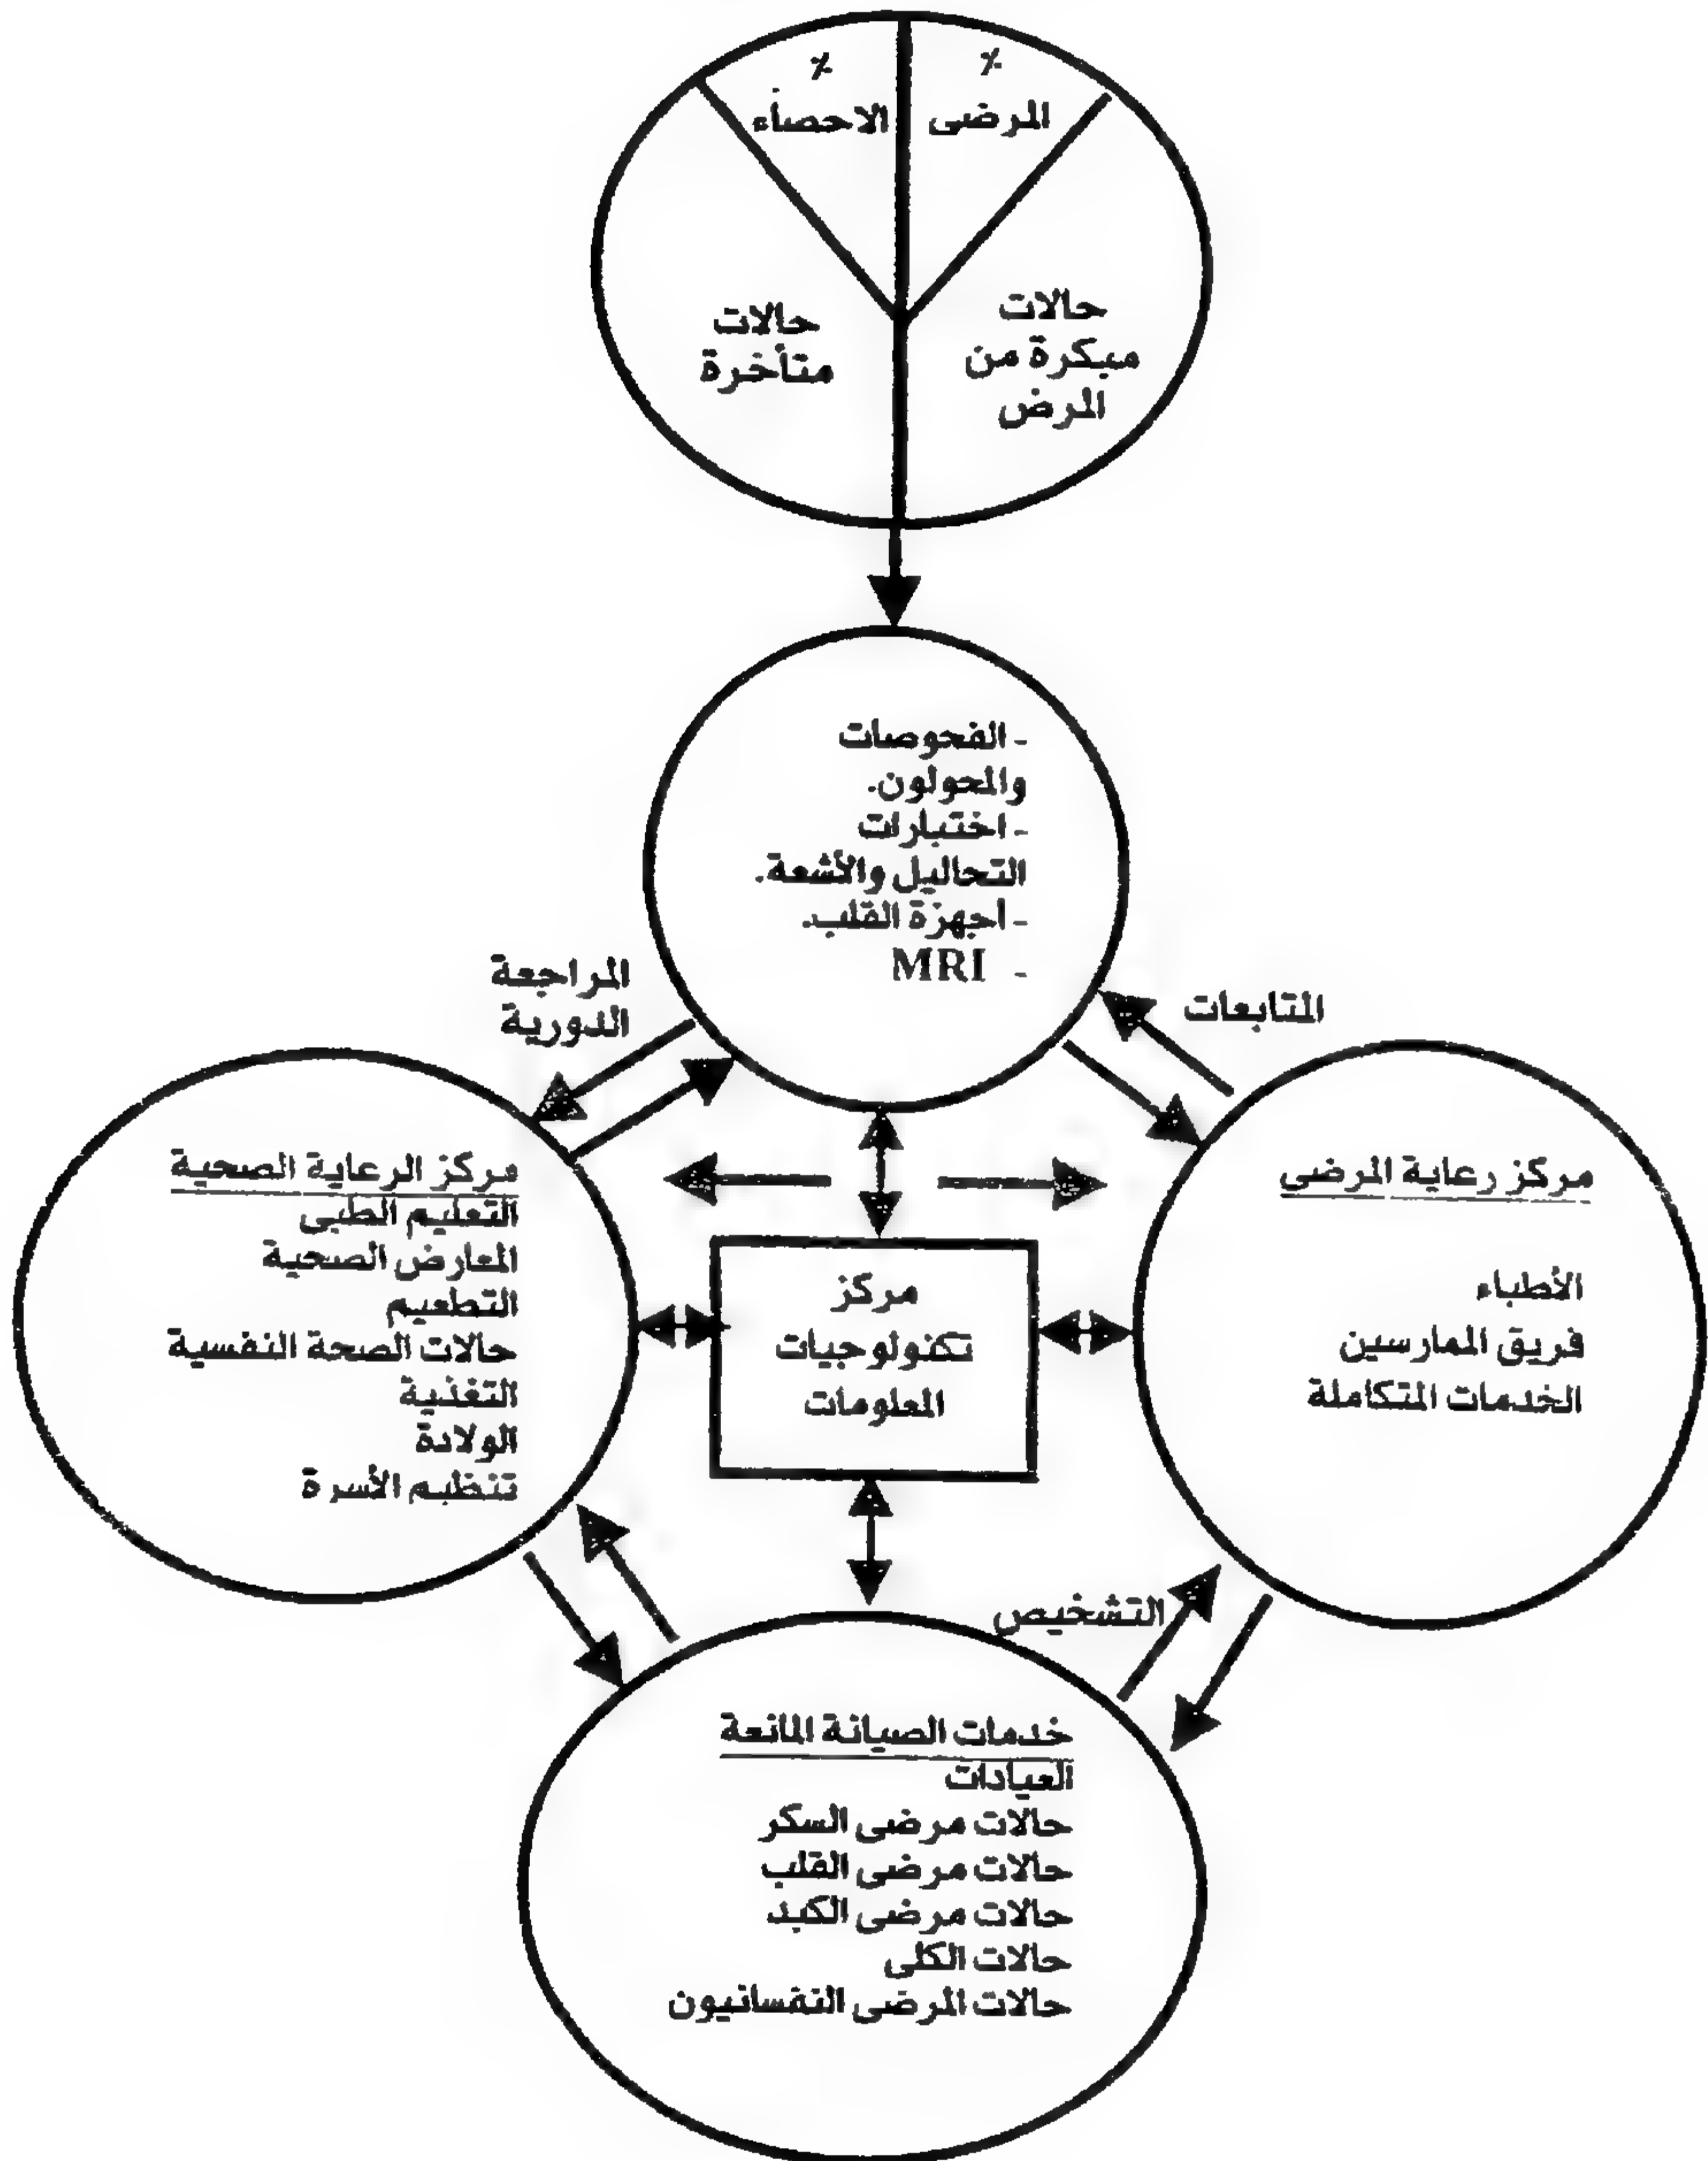 ٪
المرضى
٪
الاحصاء
حالات
مبكرة من
المرض
حالات
متأخرة
- الفحوصات
والمحولون.
- اختبارات
التحاليل والأشعة.
- أجهزة القلب.
- MRI
المتابعات
المراجعة
الدورية
مركز رعاية المرضى
الأطباء
فريق الممارسين
الخدمات المتكاملة
مركز
تكنولوجيات
المعلومات
مركز الرعاية الصحية
التعليم الطبى
المعارض الصحية
التطعيم
حالات الصحة النفسية
التغذية
الولادة
تنظيم الأسرة
التشخيص
خدمات الصيانة المانعة
العيادات
حالات مرضى السكر
حالات مرضى القلب
حالات مرضى الكبد
حالات الكلى
حالات المرضى النفسانيون